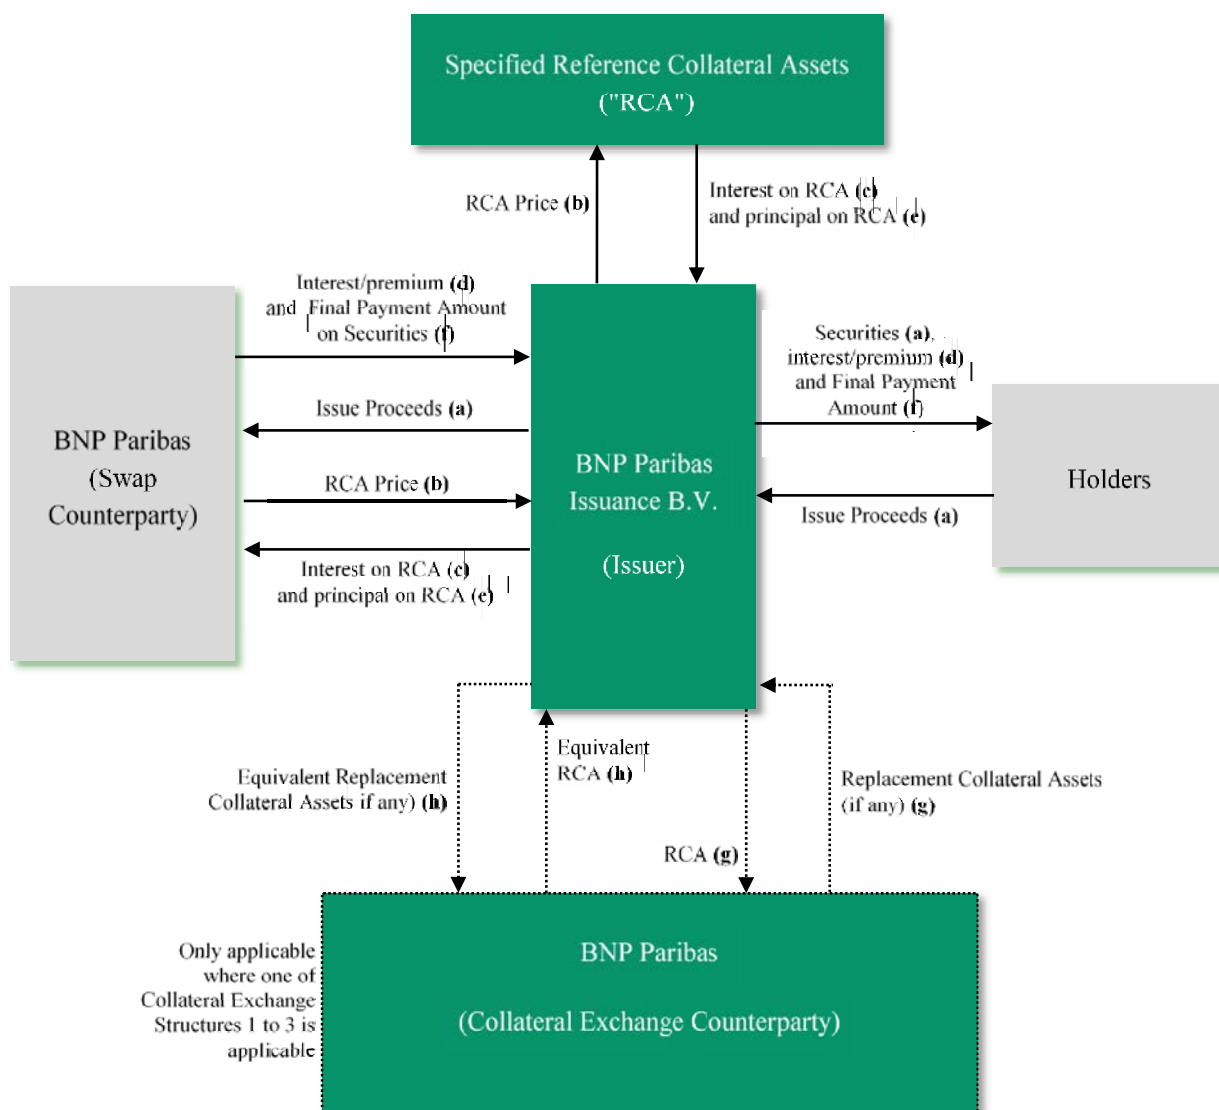 Specified Reference Collateral Assets
("RCA")
RCA Price (b)
Interest on RCA (c)
and principal on RCA (e)
Interest/premium (d)
and Final Payment Amount
on Securities (f)
Securities (a),
interest/premium (d)
and Final Payment
Amount (f)
Issue Proceeds (a)
BNP Paribas
(Swap
Counterparty)
RCA Price (b)
BNP Paribas
Issuance B.V.
(Issuer)
Holders
Issue Proceeds (a)
Interest on RCA (c)
and principal on RCA (e)
Equivalent Replacement
Collateral Assets if any) (h)
Equivalent
RCA (h)
Replacement Collateral Assets
(if any) (g)
RCA (g)
Only applicable
where one of
Collateral Exchange
Structures 1 to 3 is
applicable
BNP Paribas
(Collateral Exchange Counterparty)